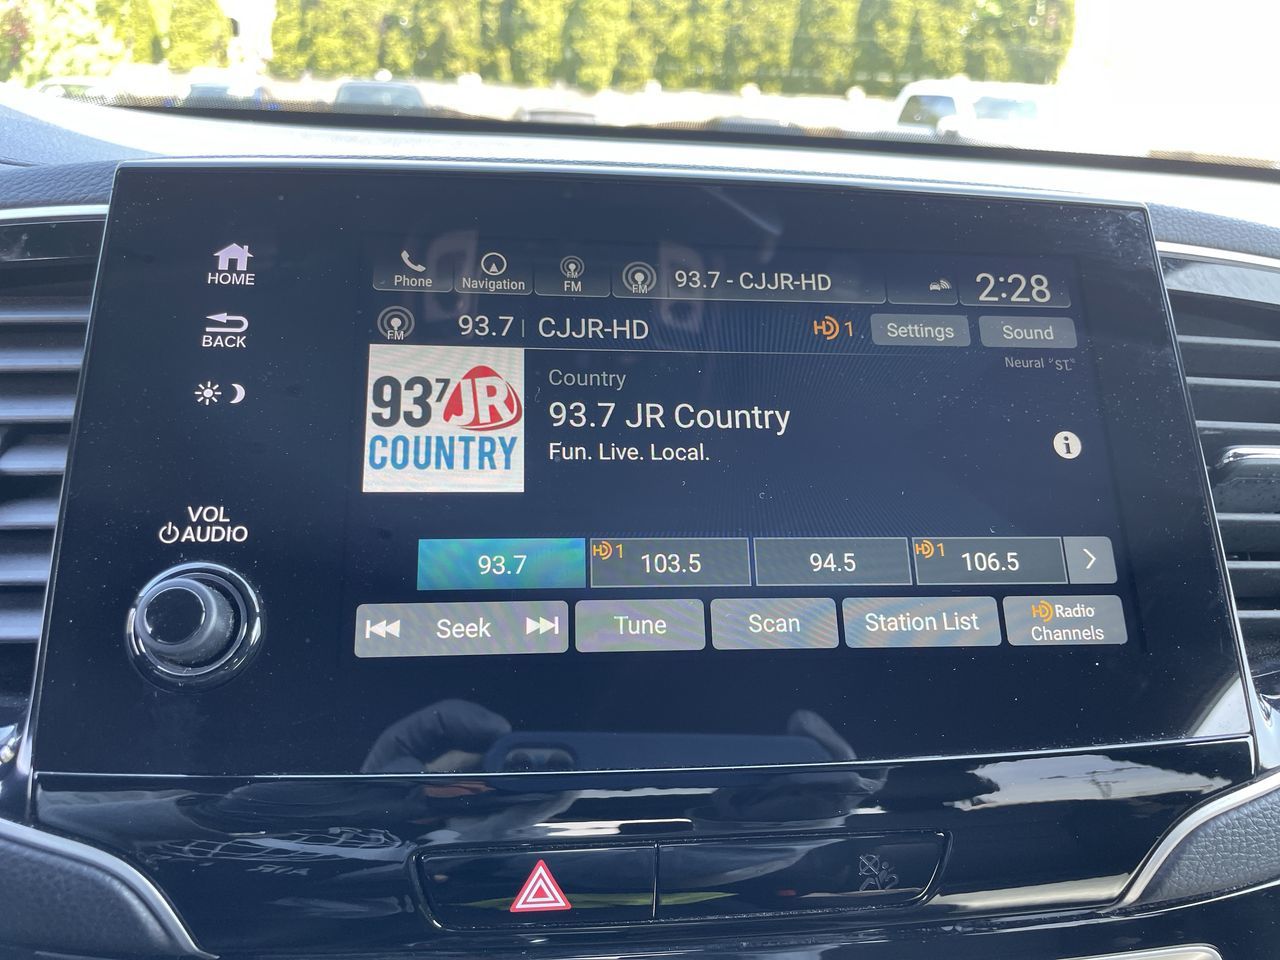 HOME
BACK
VOL
AUDIO
Phone
Navigation
FM
FM
FM
93.7 - CJJR-HD
2:28
FM
93.7 | CJJR-HD
HD 1
Settings
Sound
Neural
93.7 JR
COUNTRY
Country
93.7 JR Country
Fun. Live. Local.
i
93.7
HD 1 103.5
94.5
HD 1 106.5
Seek
Tune
Scan
Station List
HD Radio
Channels